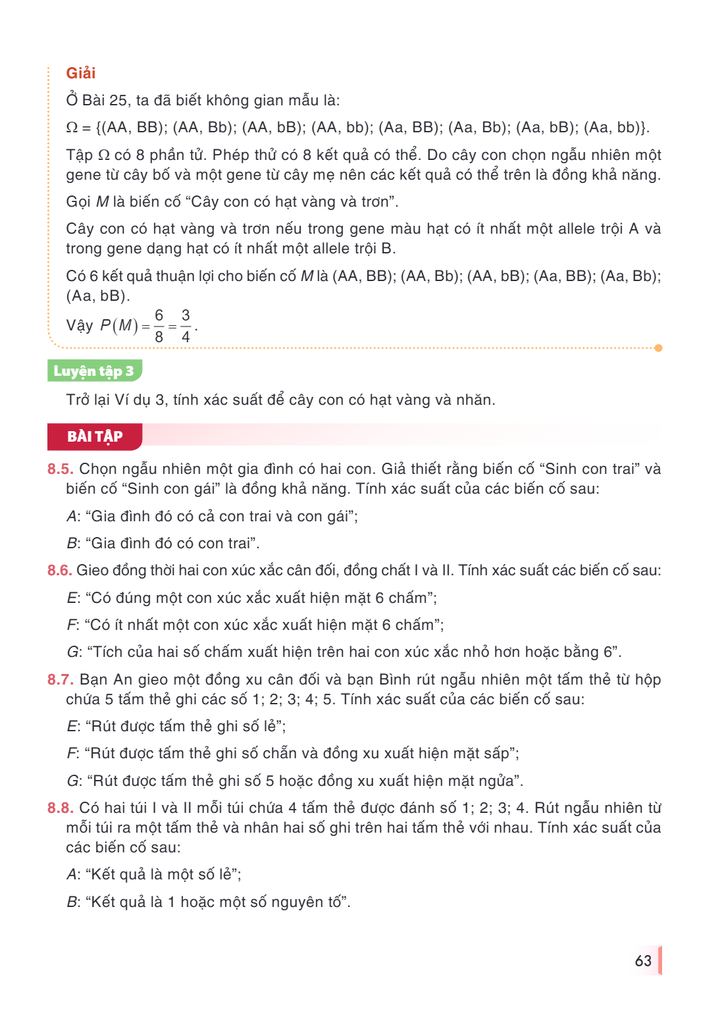 Giải
Ở Bài 25, ta đã biết không gian mẫu là:
Ω = {(AA, BB); (AA, Bb); (AA, bB); (AA, bb); (Aa, BB); (Aa, Bb); (Aa, bB); (Aa, bb)}.
Tập Ω có 8 phần tử. Phép thử có 8 kết quả có thể. Do cây con chọn ngẫu nhiên một
gene từ cây bố và một gene từ cây mẹ nên các kết quả có thể trên là đồng khả năng.
Gọi M là biến cố “Cây con có hạt vàng và trơn”.
Cây con có hạt vàng và trơn nếu trong gene màu hạt có ít nhất một allele trội A và
trong gene dạng hạt có ít nhất một allele trội B.
Có 6 kết quả thuận lợi cho biến cố M là (AA, BB); (AA, Bb); (AA, bB); (Aa, BB); (Aa, Bb);
(Aa, bB).
Vậy P(M) = 6/8 = 3/4.
Luyện tập 3
Trở lại Ví dụ 3, tính xác suất để cây con có hạt vàng và nhăn.
BÀI TẬP
8.5. Chọn ngẫu nhiên một gia đình có hai con. Giả thiết rằng biến cố “Sinh con trai” và
biến cố “Sinh con gái” là đồng khả năng. Tính xác suất của các biến cố sau:
A: “Gia đình đó có cả con trai và con gái”;
B: “Gia đình đó có con trai”.
8.6. Gieo đồng thời hai con xúc xắc cân đối, đồng chất I và II. Tính xác suất các biến cố sau:
E: “Có đúng một con xúc xắc xuất hiện mặt 6 chấm”;
F: “Có ít nhất một con xúc xắc xuất hiện mặt 6 chấm”;
G: “Tích của hai số chấm xuất hiện trên hai con xúc xắc nhỏ hơn hoặc bằng 6”.
8.7. Bạn An gieo một đồng xu cân đối và bạn Bình rút ngẫu nhiên một tấm thẻ từ hộp
chứa 5 tấm thẻ ghi các số 1; 2; 3; 4; 5. Tính xác suất của các biến cố sau:
E: “Rút được tấm thẻ ghi số lẻ”;
F: “Rút được tấm thẻ ghi số chẵn và đồng xu xuất hiện mặt sấp”;
G: “Rút được tấm thẻ ghi số 5 hoặc đồng xu xuất hiện mặt ngửa”.
8.8. Có hai túi I và II mỗi túi chứa 4 tấm thẻ được đánh số 1; 2; 3; 4. Rút ngẫu nhiên từ
mỗi túi ra một tấm thẻ và nhân hai số ghi trên hai tấm thẻ với nhau. Tính xác suất của
các biến cố sau:
A: “Kết quả là một số lẻ”;
B: “Kết quả là 1 hoặc một số nguyên tố”.
63